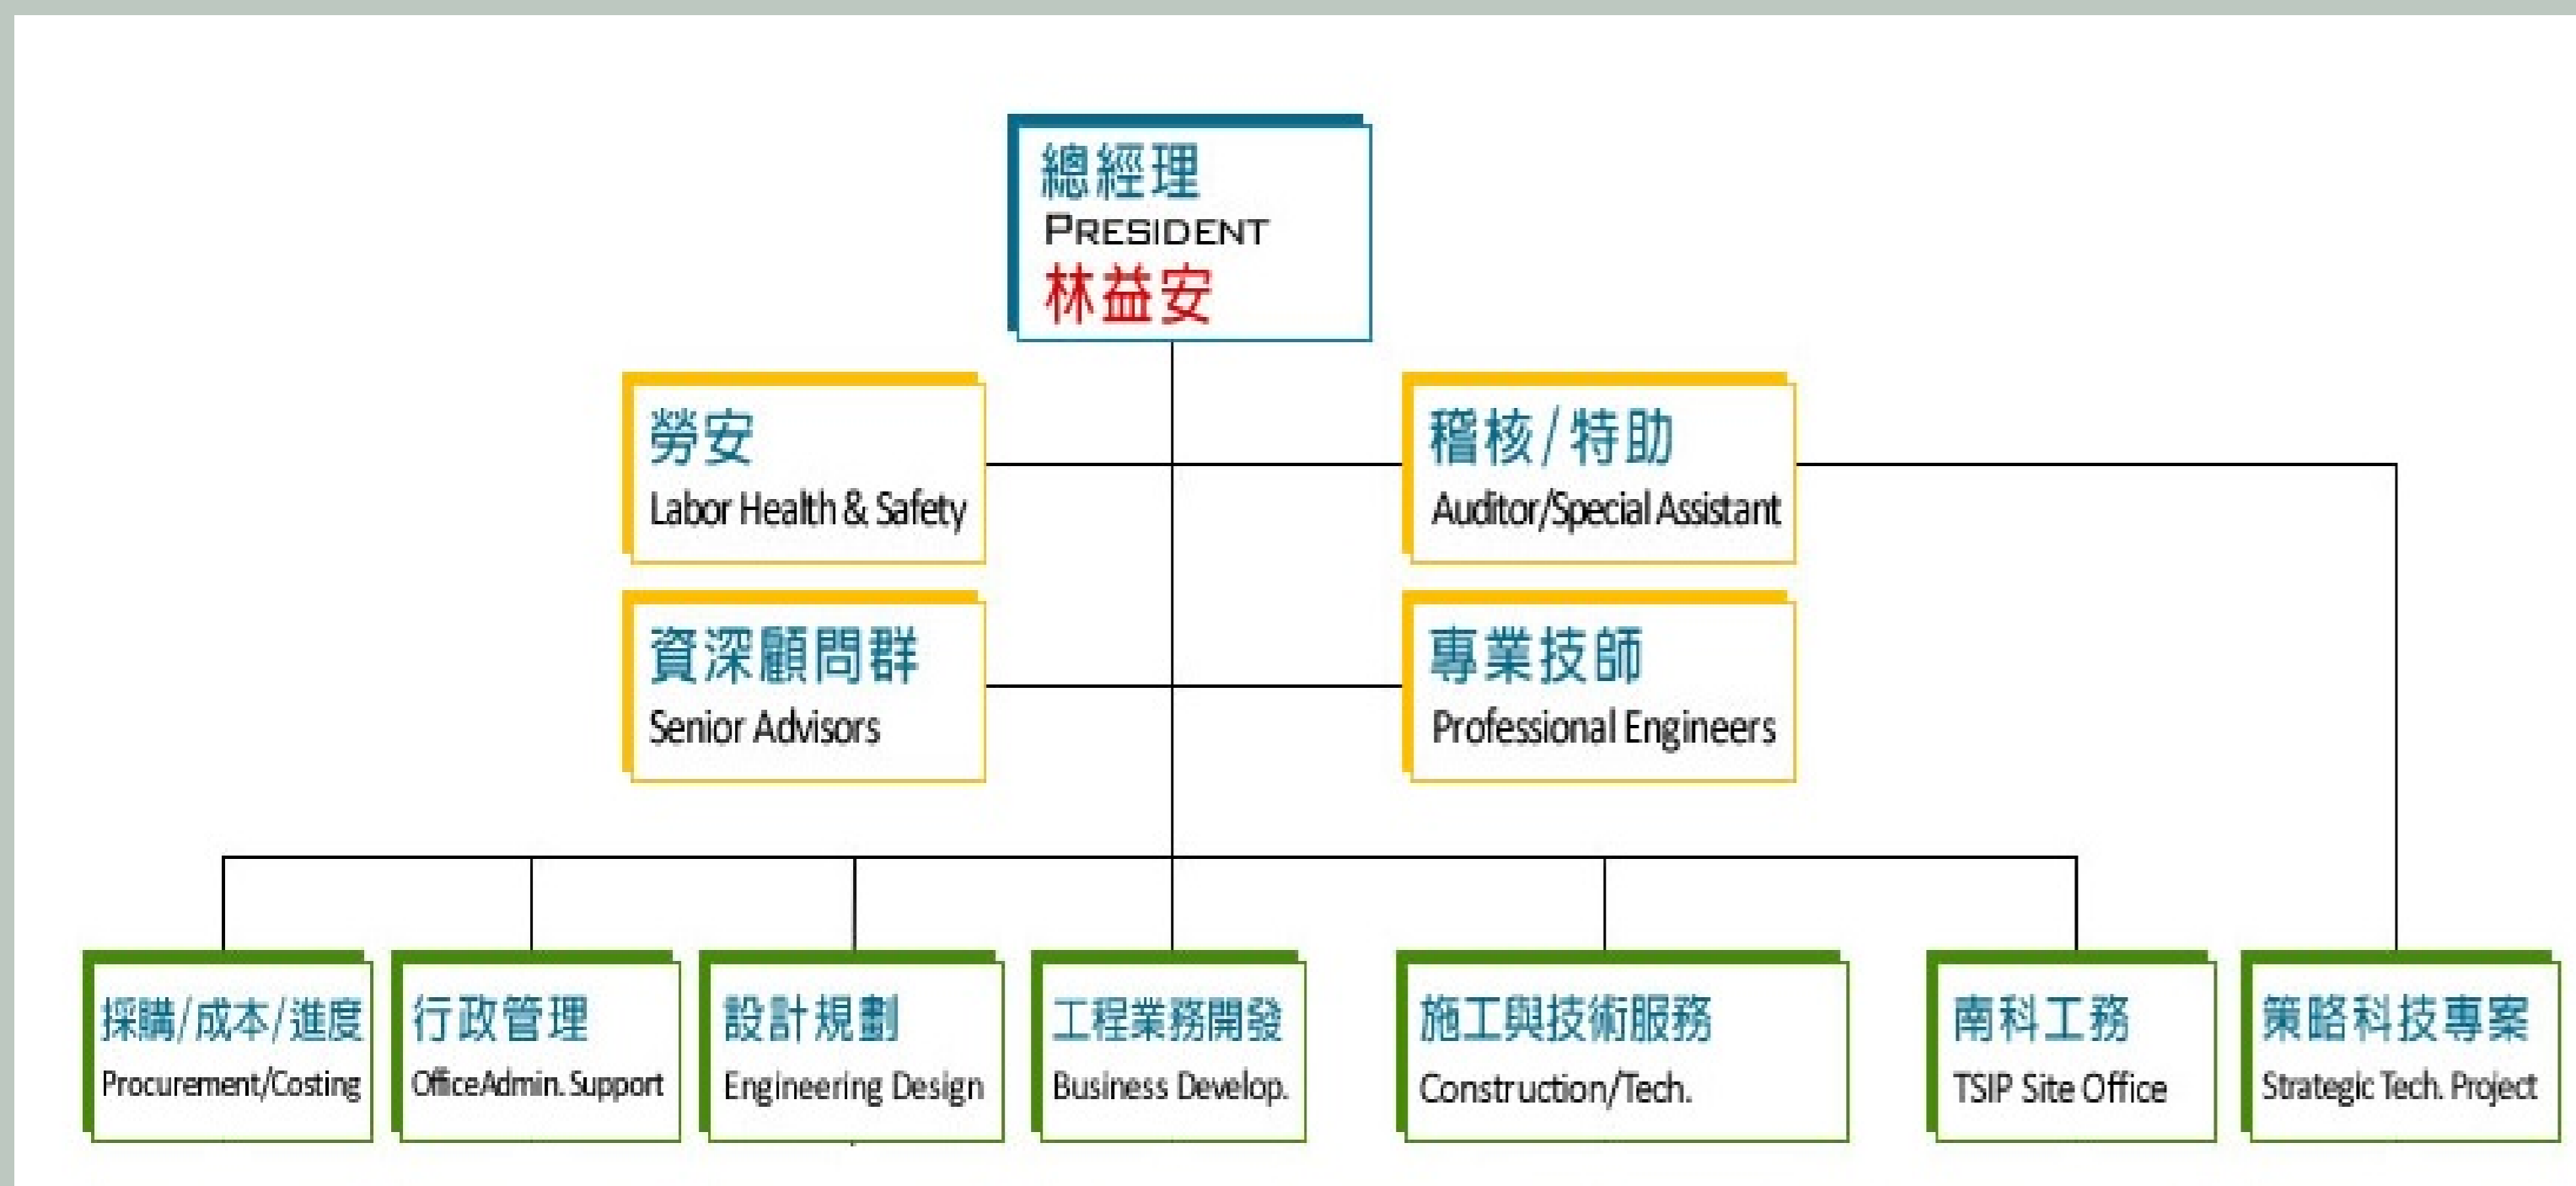 總經理
PRESIDENT
林益安
勞安
Labor Health & Safety
稽核/特助
Auditor/Special Assistant
資深顧問群
Senior Advisors
專業技師
Professional Engineers
採購/成本/進度
Procurement/Costing
行政管理
Office Admin. Support
設計規劃
Engineering Design
工程業務開發
Business Develop.
施工與技術服務
Construction/Tech.
南科工務
TSIP Site Office
策略科技專案
Strategic Tech. Project